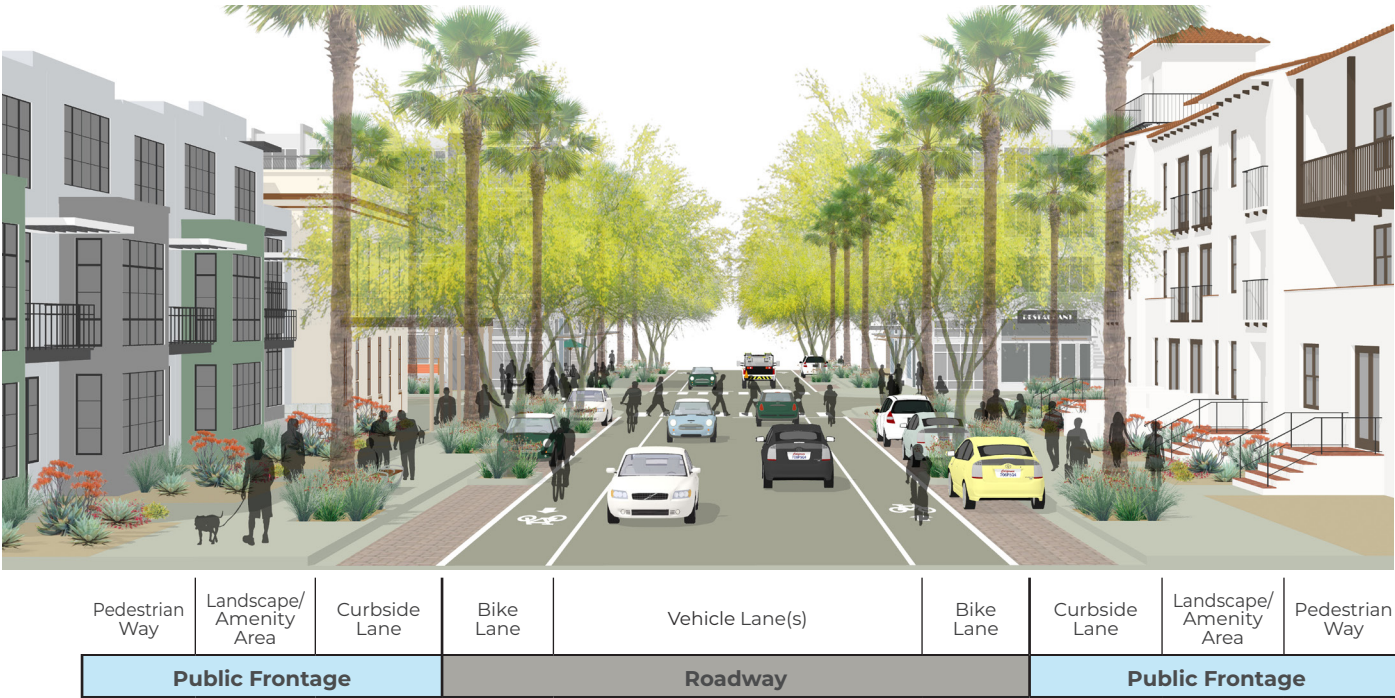 RESTAURANT
Pedestrian
Way
Landscape/
Amenity
Area
Curbside
Lane
Bike
Lane
Vehicle Lane(s)
Bike
Lane
Curbside
Lane
Landscape/
Amenity
Area
Pedestrian
Way
Public Frontage
Roadway
Public Frontage